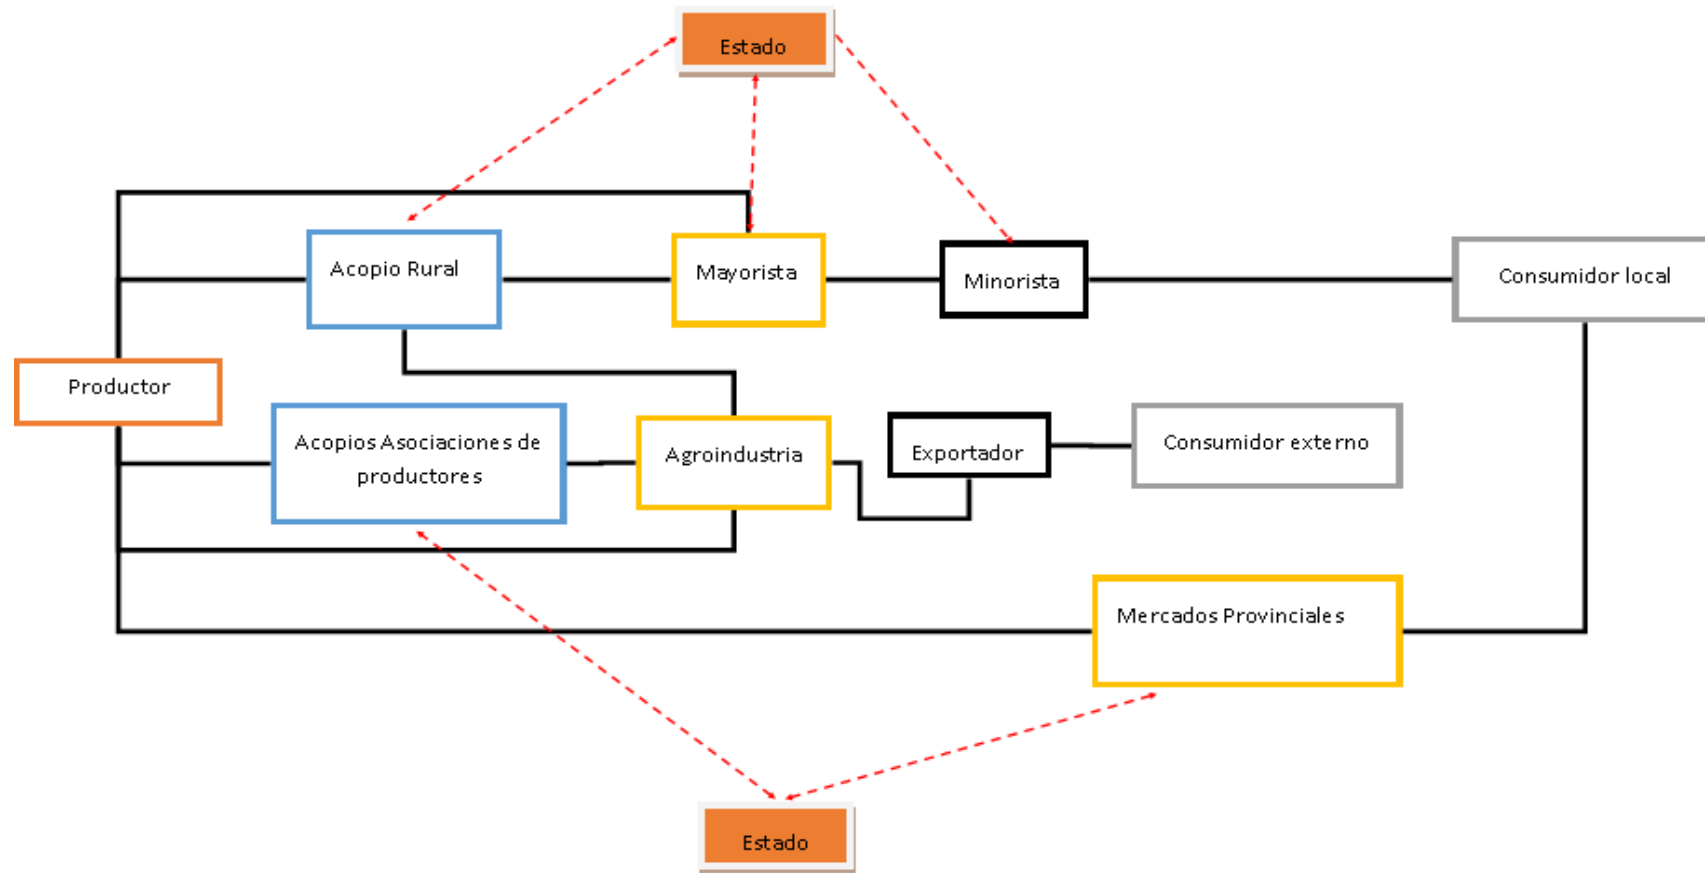 Estado
Acopio Rural
Mayorista
Minorista
Consumidor local
Productor
Acopios Asociaciones de
productores
Agroindustria
Exportador
Consumidor externo
Mercados Provinciales
Estado